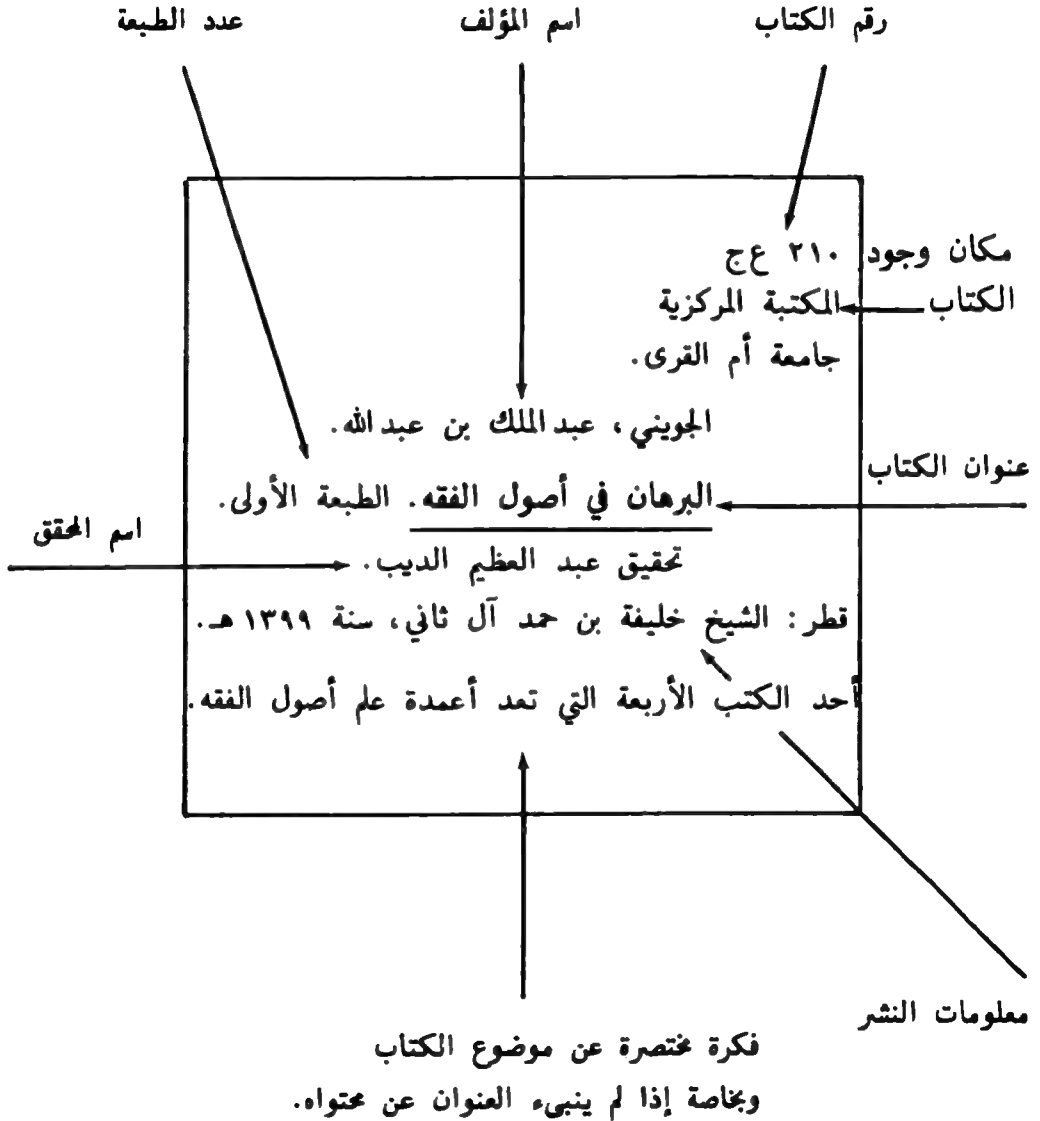 رقم الكتاب
اسم المؤلف
عدد الطبعة
مكان وجود
الكتاب
٢١٠ ع ج
المكتبة المركزية
جامعة أم القرى.
الجويني، عبد الملك بن عبد الله.
عنوان الكتاب
البرهان في أصول الفقه. الطبعة الأولى.
اسم المحقق
تحقيق عبد العظيم الديب.
قطر: الشيخ خليفة بن حمد آل ثاني، سنة ١٣٩٩ هـ.
أحد الكتب الأربعة التي تعد أعمدة علم أصول الفقه.
معلومات النشر
فكرة مختصرة عن موضوع الكتاب
وبخاصة إذا لم ينبىء العنوان عن محتواه.